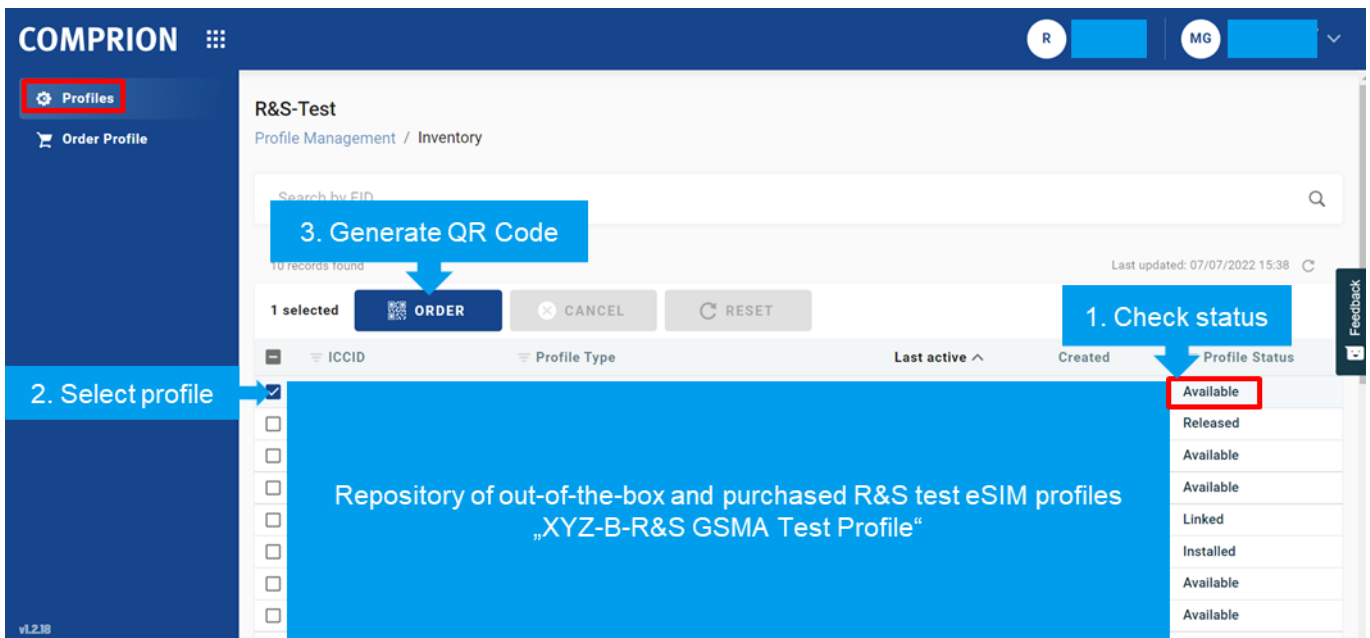 COMPRION
R
MG
Profiles
Order Profile
R&S-Test
Profile Management / Inventory
Search by EID
3. Generate QR Code
10 records found
Last updated: 07/07/2022 15:38
Feedback
1 selected
ORDER
CANCEL
RESET
1. Check status
ICCID
Profile Type
Last active
Created
Profile Status
2. Select profile
Available
Released
Available
Available
Linked
Installed
Available
Available
Repository of out-of-the-box and purchased R&S test eSIM profiles
„XYZ-B-R&S GSMA Test Profile“
v1.2.18